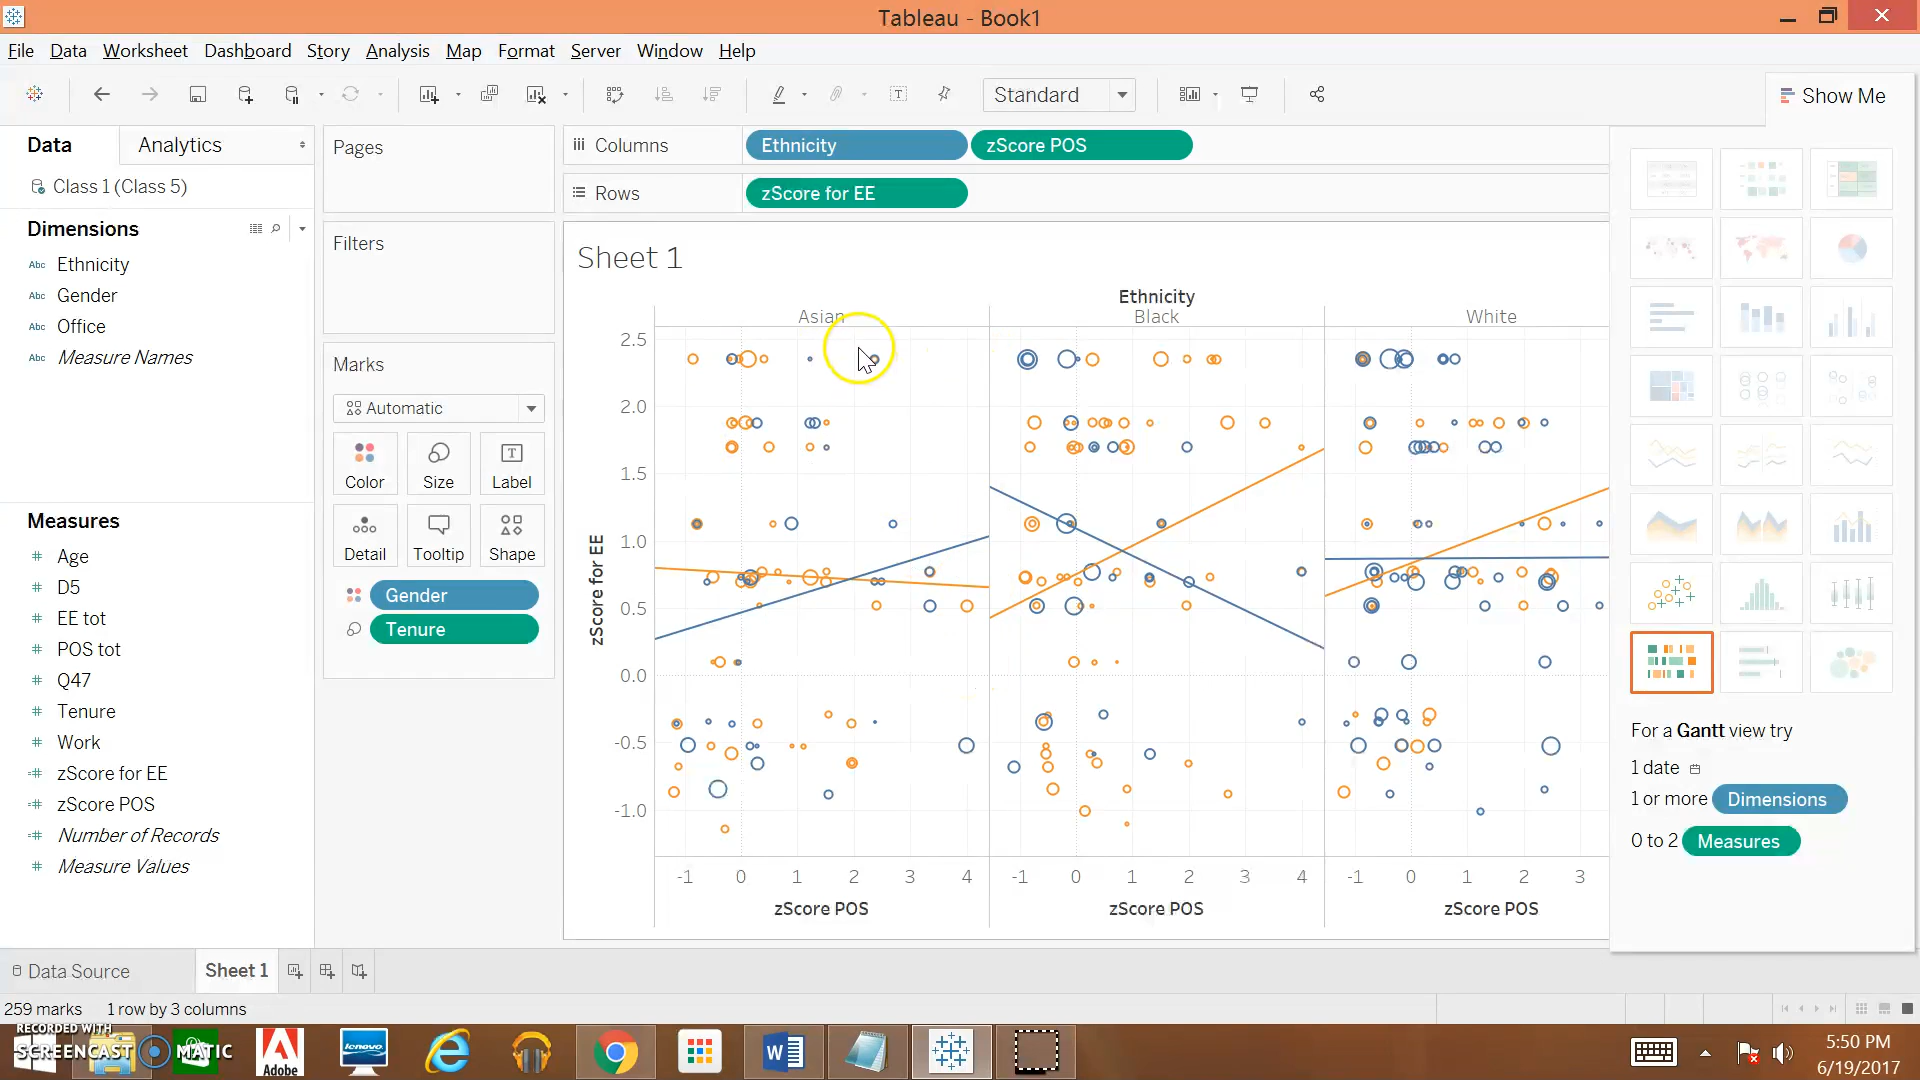 Tableau - Book1
File Data Worksheet Dashboard Story Analysis Map Format Server Window Help
Standard
Show Me
Data Analytics
Class 1 (Class 5)
Dimensions
Abc Ethnicity
Abc Gender
Abc Office
Abc Measure Names
Measures
# Age
# D5
# EE tot
# POS tot
# Q47
# Tenure
# Work
=# zScore for EE
=# zScore POS
=# Number of Records
# Measure Values
Pages
Filters
Marks
Automatic
Color Size Label
Detail Tooltip Shape
Gender
Tenure
Columns Ethnicity zScore POS
Rows zScore for EE
Sheet 1
Ethnicity
Asian Black White
zScore for EE
2.5
2.0
1.5
1.0
0.5
0.0
-0.5
-1.0
-1 0 1 2 3 4 -1 0 1 2 3 4 -1 0 1 2 3
zScore POS zScore POS zScore POS
For a Gantt view try
1 date
1 or more Dimensions
0 to 2 Measures
Data Source Sheet 1
259 marks 1 row by 3 columns
RECORDED WITH
SCREENCAST MATIC
Adobe
lenovo
W
5:50 PM
6/19/2017